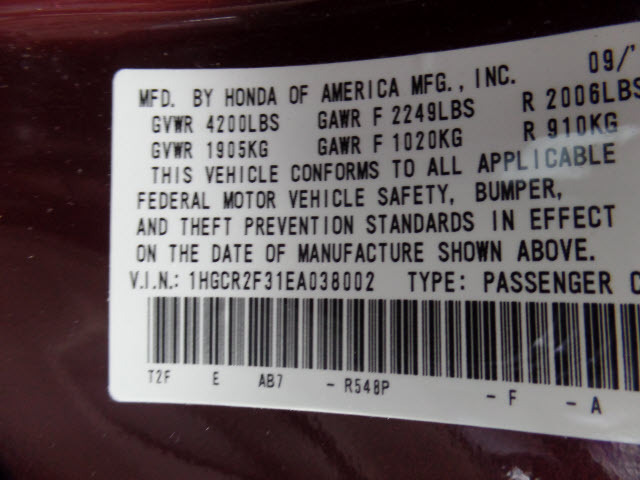 09/
MFD. BY HONDA OF AMERICA MFG., INC.
GVWR 4200LBS GAWR F 2249LBS R 2006LBS
GVWR 1905KG GAWR F 1020KG R 910KG
THIS VEHICLE CONFORMS TO ALL APPLICABLE
FEDERAL MOTOR VEHICLE SAFETY, BUMPER,
AND THEFT PREVENTION STANDARDS IN EFFECT
ON THE DATE OF MANUFACTURE SHOWN ABOVE.
V.I.N.: 1HGCR2F31EA038002 TYPE: PASSENGER
T2F E AB7 - R548P - F - A